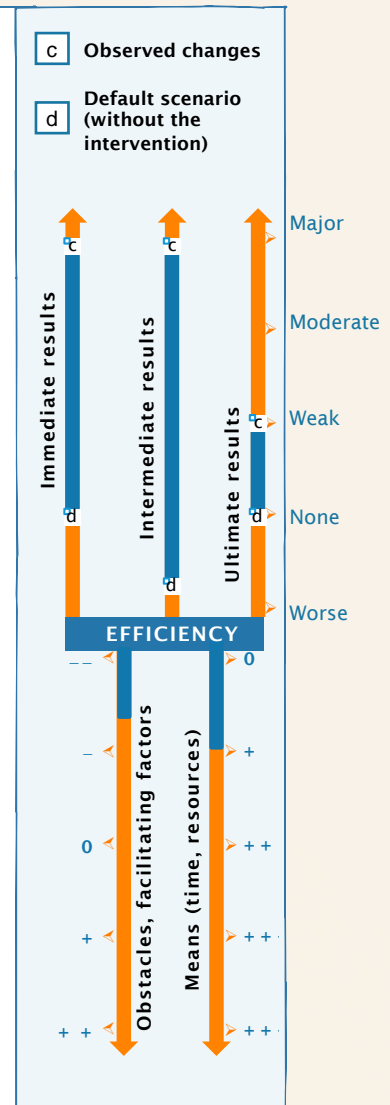 c Observed changes
d Default scenario
(without the
intervention)
Major
c c
Moderate
Immediate results
Intermediate results
Ultimate results
c Weak
d d None
d
Worse
EFFICIENCY
_ _ 0
_ +
Obstacles, facilitating factors
Means (time, resources)
0 + +
+ + +
+ + + +